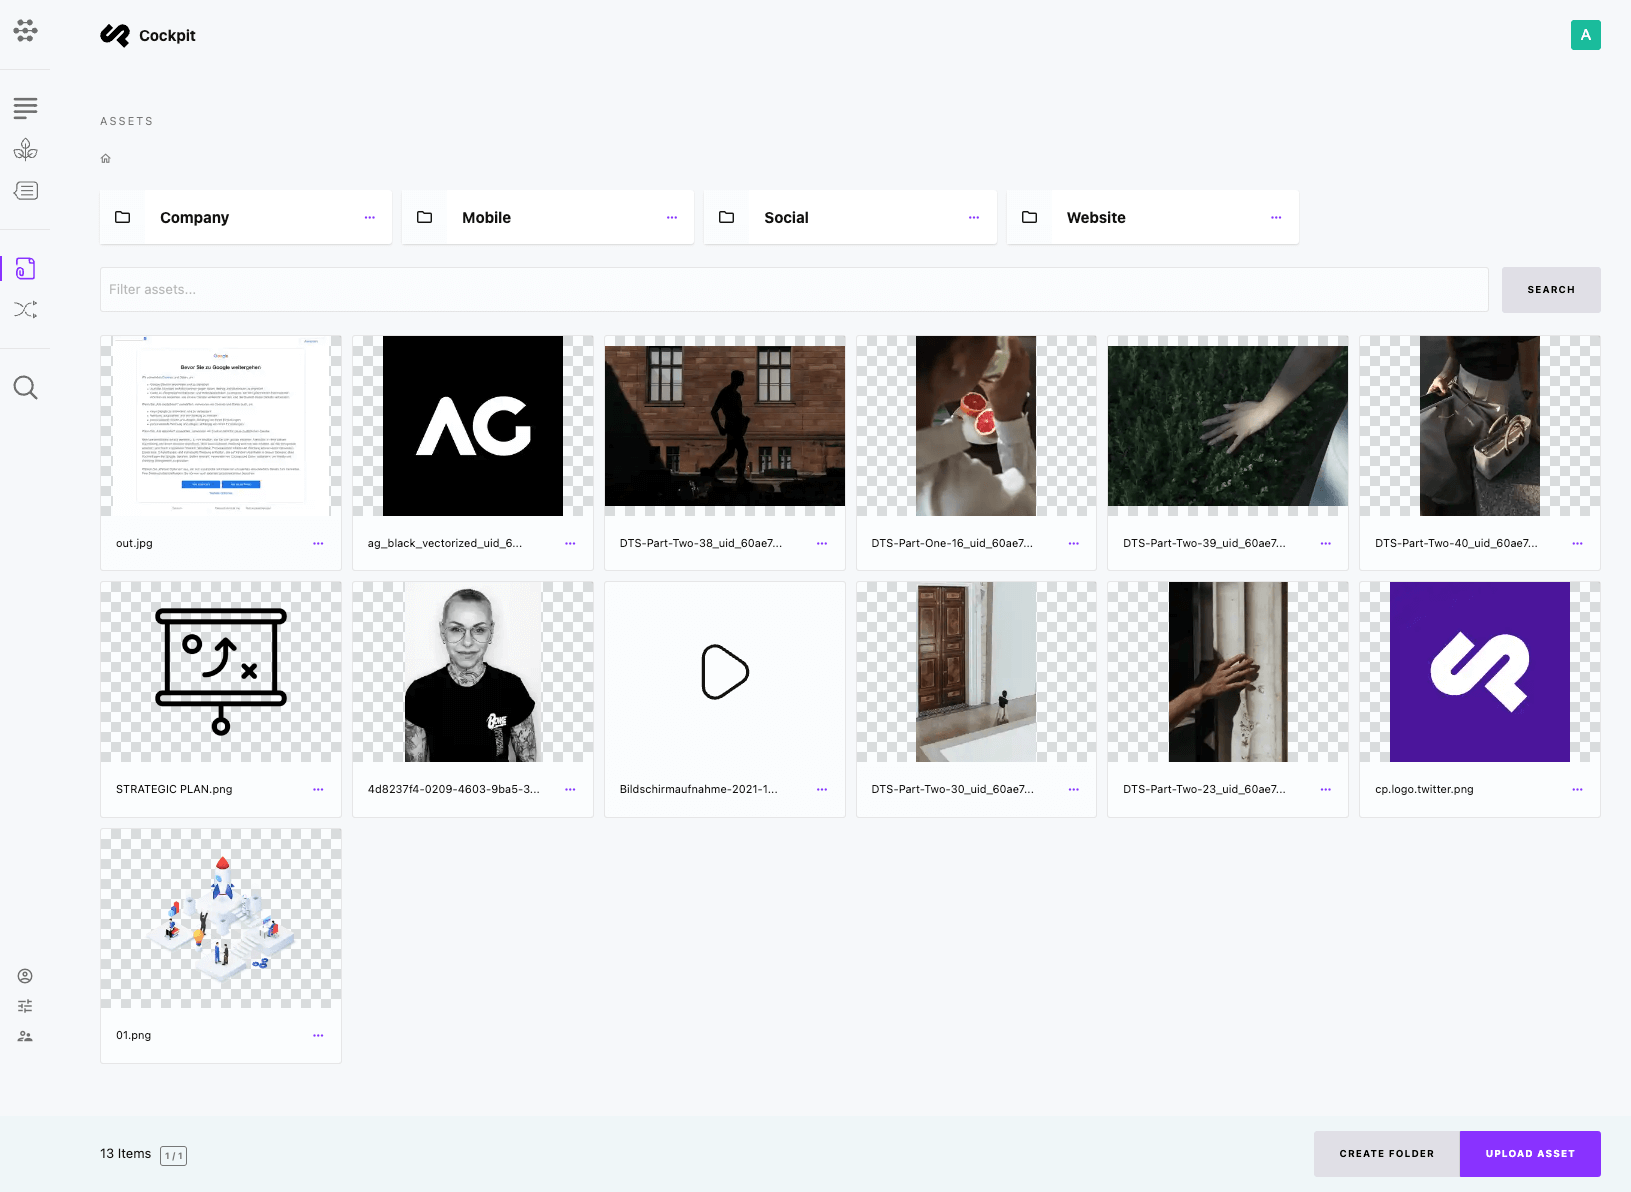 Cockpit
A
ASSETS
Company
Mobile
Social
Website
Filter assets...
SEARCH
Google
Bevor Sie zu Google weitergehen
AG
out.jpg
ag_black_vectorized_uid_6...
DTS-Part-Two-38_uid_60ae7...
DTS-Part-One-16_uid_60ae7...
DTS-Part-Two-39_uid_60ae7...
DTS-Part-Two-40_uid_60ae7...
STRATEGIC PLAN.png
4d8237f4-0209-4603-9ba5-3...
Bildschirmaufnahme-2021-1...
DTS-Part-Two-30_uid_60ae7...
DTS-Part-Two-23_uid_60ae7...
cp.logo.twitter.png
01.png
13 Items
1 / 1
CREATE FOLDER
UPLOAD ASSET